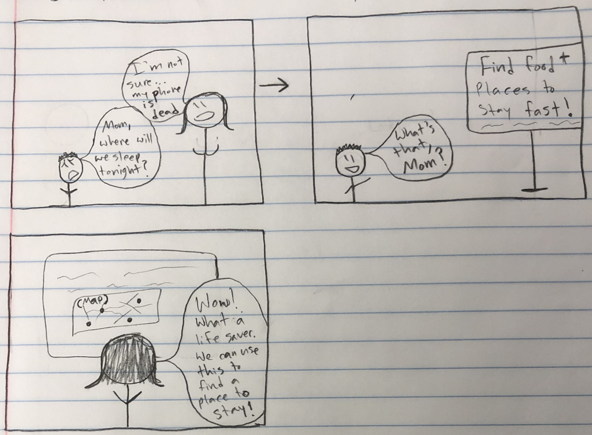 Mom,
where will
we sleep
tonight?
I'm not
sure...
my phone
is
dead
What's
that,
Mom?
Find food +
Places to
stay fast!
(Map)
Wow!
What a
life saver.
We can use
this to
find a
place to
stay!